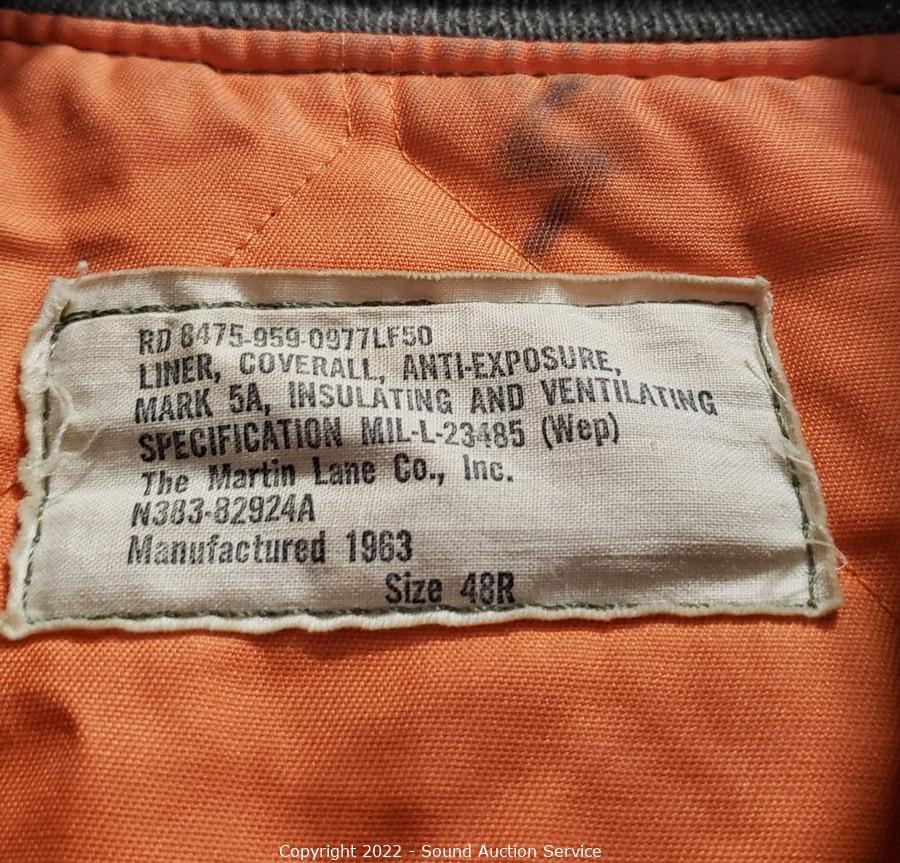 RD 8475-959-0977LF50
LINER, COVERALL, ANTI-EXPOSURE,
MARK 5A, INSULATING AND VENTILATING
SPECIFICATION MIL-L-23485 (Wep)
The Martin Lane Co., Inc.
N383-82924A
Manufactured 1963
Size 48R
Copyright 2022 - Sound Auction Service